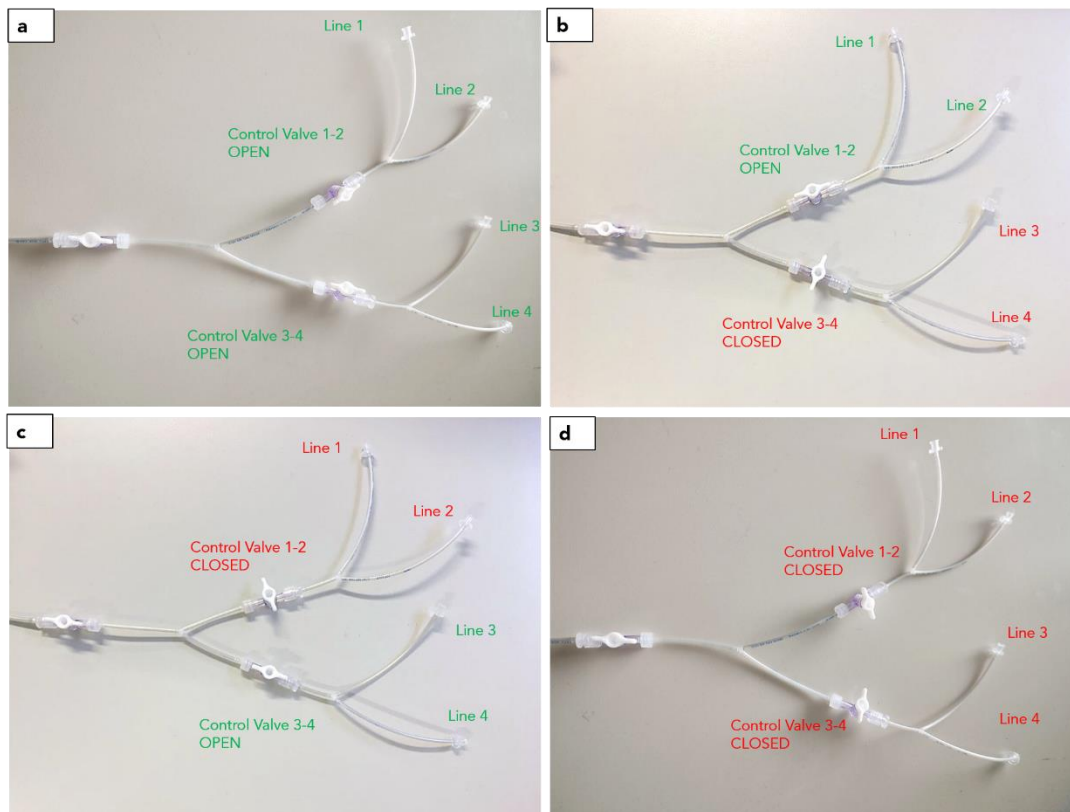 a
Line 1
Line 2
Control Valve 1-2
OPEN
Line 3
Line 4
Control Valve 3-4
OPEN
b
Line 1
Line 2
Control Valve 1-2
OPEN
Line 3
Line 4
Control Valve 3-4
CLOSED
c
Line 1
Line 2
Control Valve 1-2
CLOSED
Line 3
Line 4
Control Valve 3-4
OPEN
d
Line 1
Line 2
Control Valve 1-2
CLOSED
Line 3
Line 4
Control Valve 3-4
CLOSED